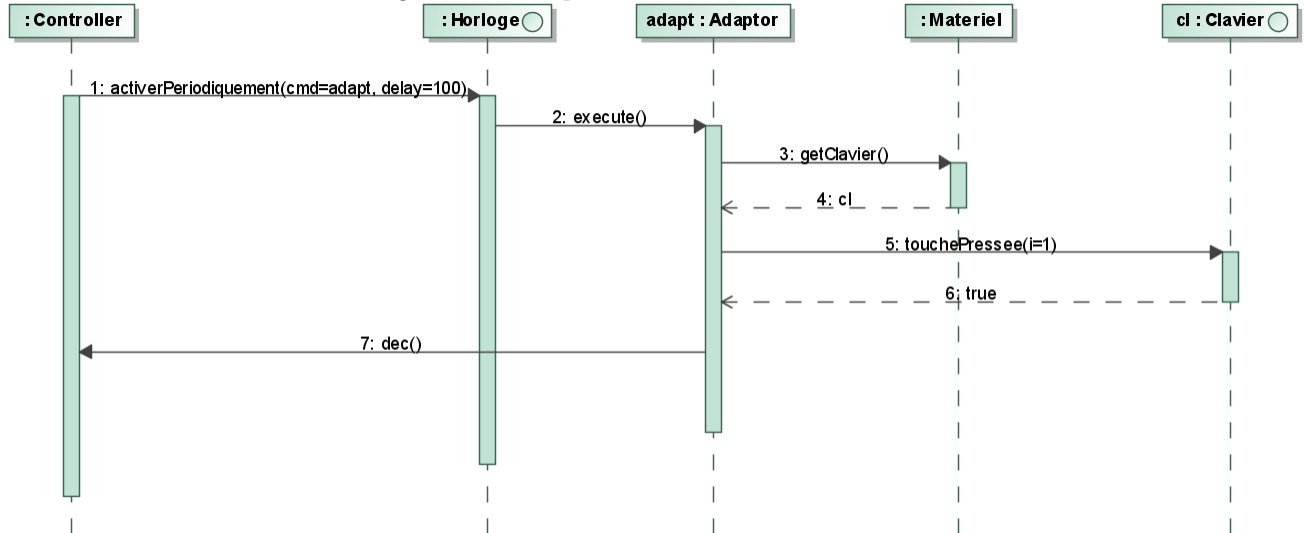 : Controller
: Horloge
adapt : Adaptor
: Materiel
cl : Clavier
1: activerPeriodiquement(cmd=adapt, delay=100)
2: execute()
3: getClavier()
4: cl
5: touchePressee(i=1)
6: true
7: dec()